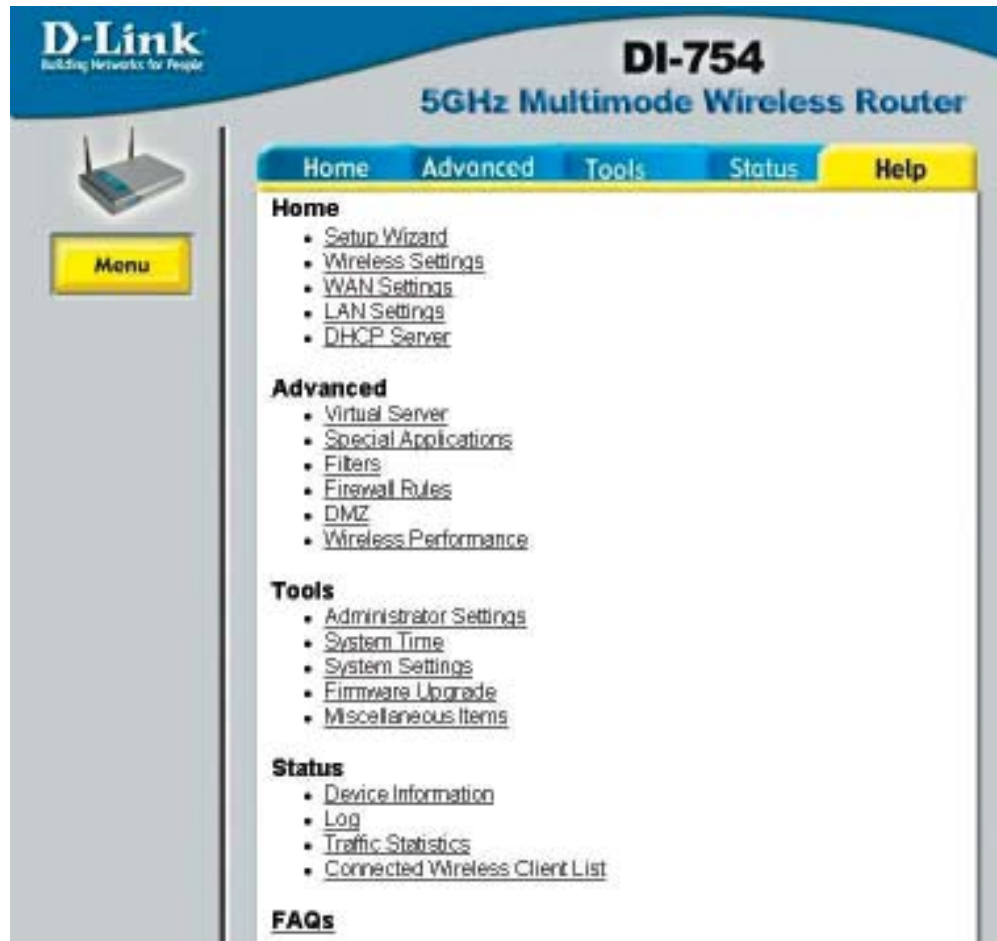 D-Link
Building Networks for People
DI-754
5GHz Multimode Wireless Router
Menu
Home Advanced Tools Status Help
Home
• Setup Wizard
• Wireless Settings
• WAN Settings
• LAN Settings
• DHCP Server
Advanced
• Virtual Server
• Special Applications
• Filters
• Firewall Rules
• DMZ
• Wireless Performance
Tools
• Administrator Settings
• System Time
• System Settings
• Firmware Upgrade
• Miscellaneous Items
Status
• Device Information
• Log
• Traffic Statistics
• Connected Wireless Client List
FAQs